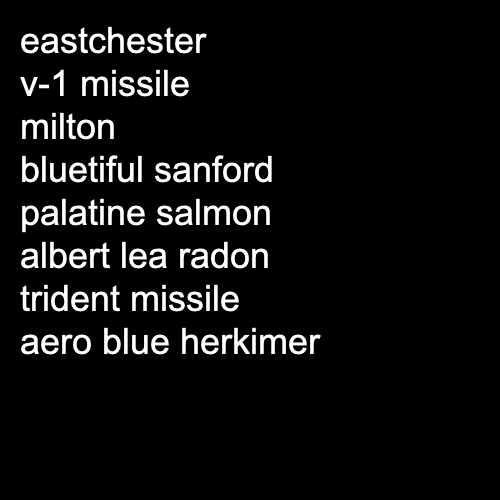 eastchester
v-1 missile
milton
bluetiful sanford
palatine salmon
albert lea radon
trident missile
aero blue herkimer